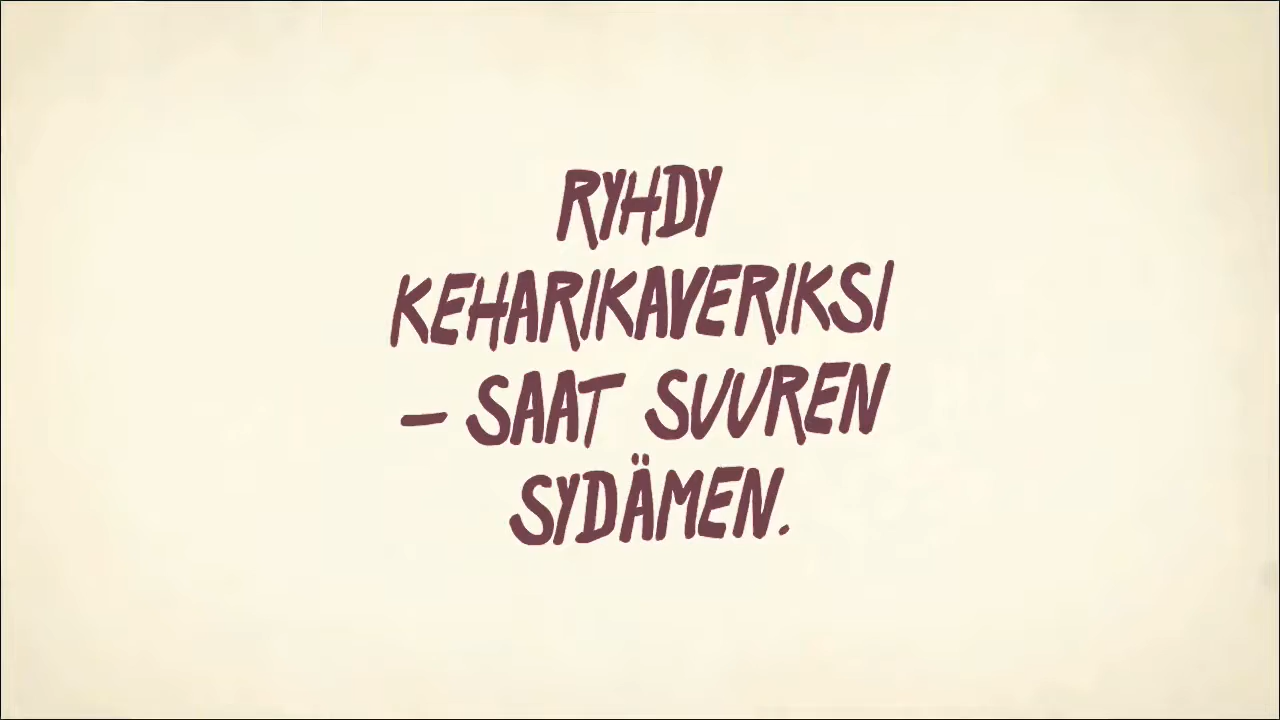 RYHDY
KEHARIKAVERIKSI
– SAAT SUUREN
SYDÄMEN.